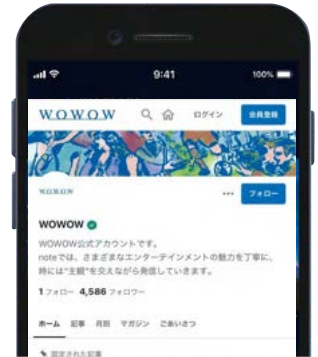 9:41
100%
WOWOW
ログイン
会員登録
WOWOW
フォロー
WOWOW
WOWOW公式アカウントです。
noteでは、さまざまなエンターテインメントの魅力を丁寧に、
時には"主観"を交えながら発信していきます。
1 フォロー 4,586 フォロワー
ホーム 記事 月別 マガジン ごあいさつ
固定された記事